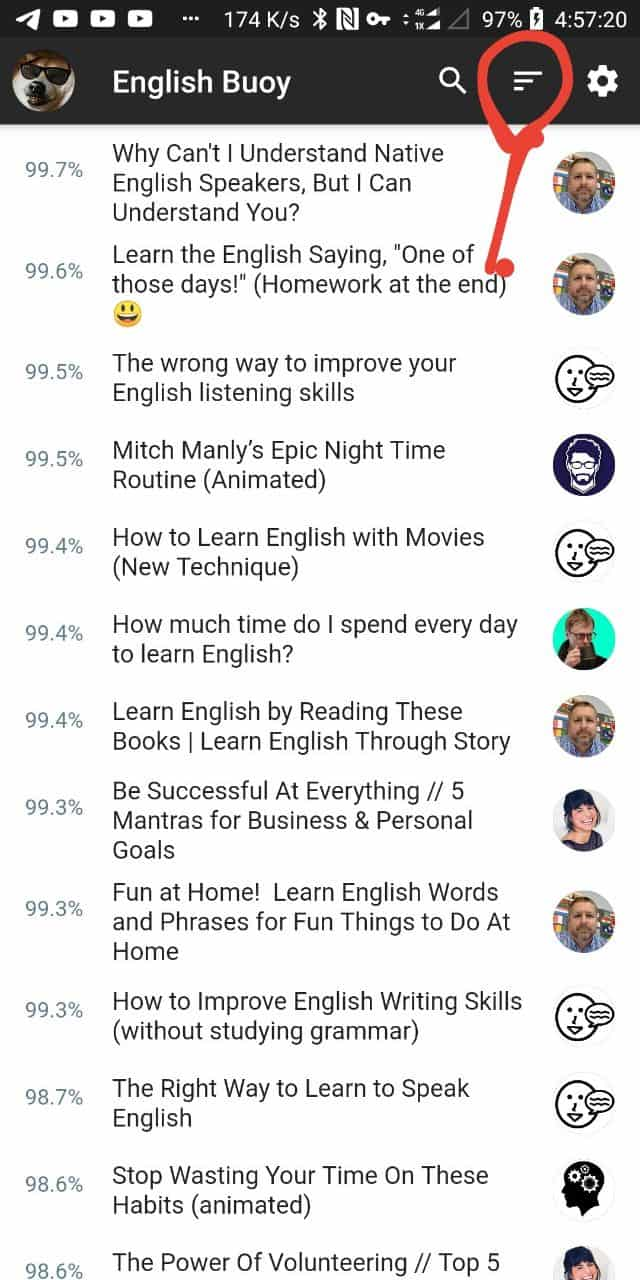 174 K/s 4G 1X 97% 4:57:20
English Buoy
99.7% Why Can't I Understand Native
English Speakers, But I Can
Understand You?
99.6% Learn the English Saying, "One of
those days!" (Homework at the end)
😃
99.5% The wrong way to improve your
English listening skills
99.5% Mitch Manly’s Epic Night Time
Routine (Animated)
99.4% How to Learn English with Movies
(New Technique)
99.4% How much time do I spend every day
to learn English?
99.4% Learn English by Reading These
Books | Learn English Through Story
99.3% Be Successful At Everything // 5
Mantras for Business & Personal
Goals
99.3% Fun at Home!  Learn English Words
and Phrases for Fun Things to Do At
Home
99.3% How to Improve English Writing Skills
(without studying grammar)
98.7% The Right Way to Learn to Speak
English
98.6% Stop Wasting Your Time On These
Habits (animated)
98.6% The Power Of Volunteering // Top 5